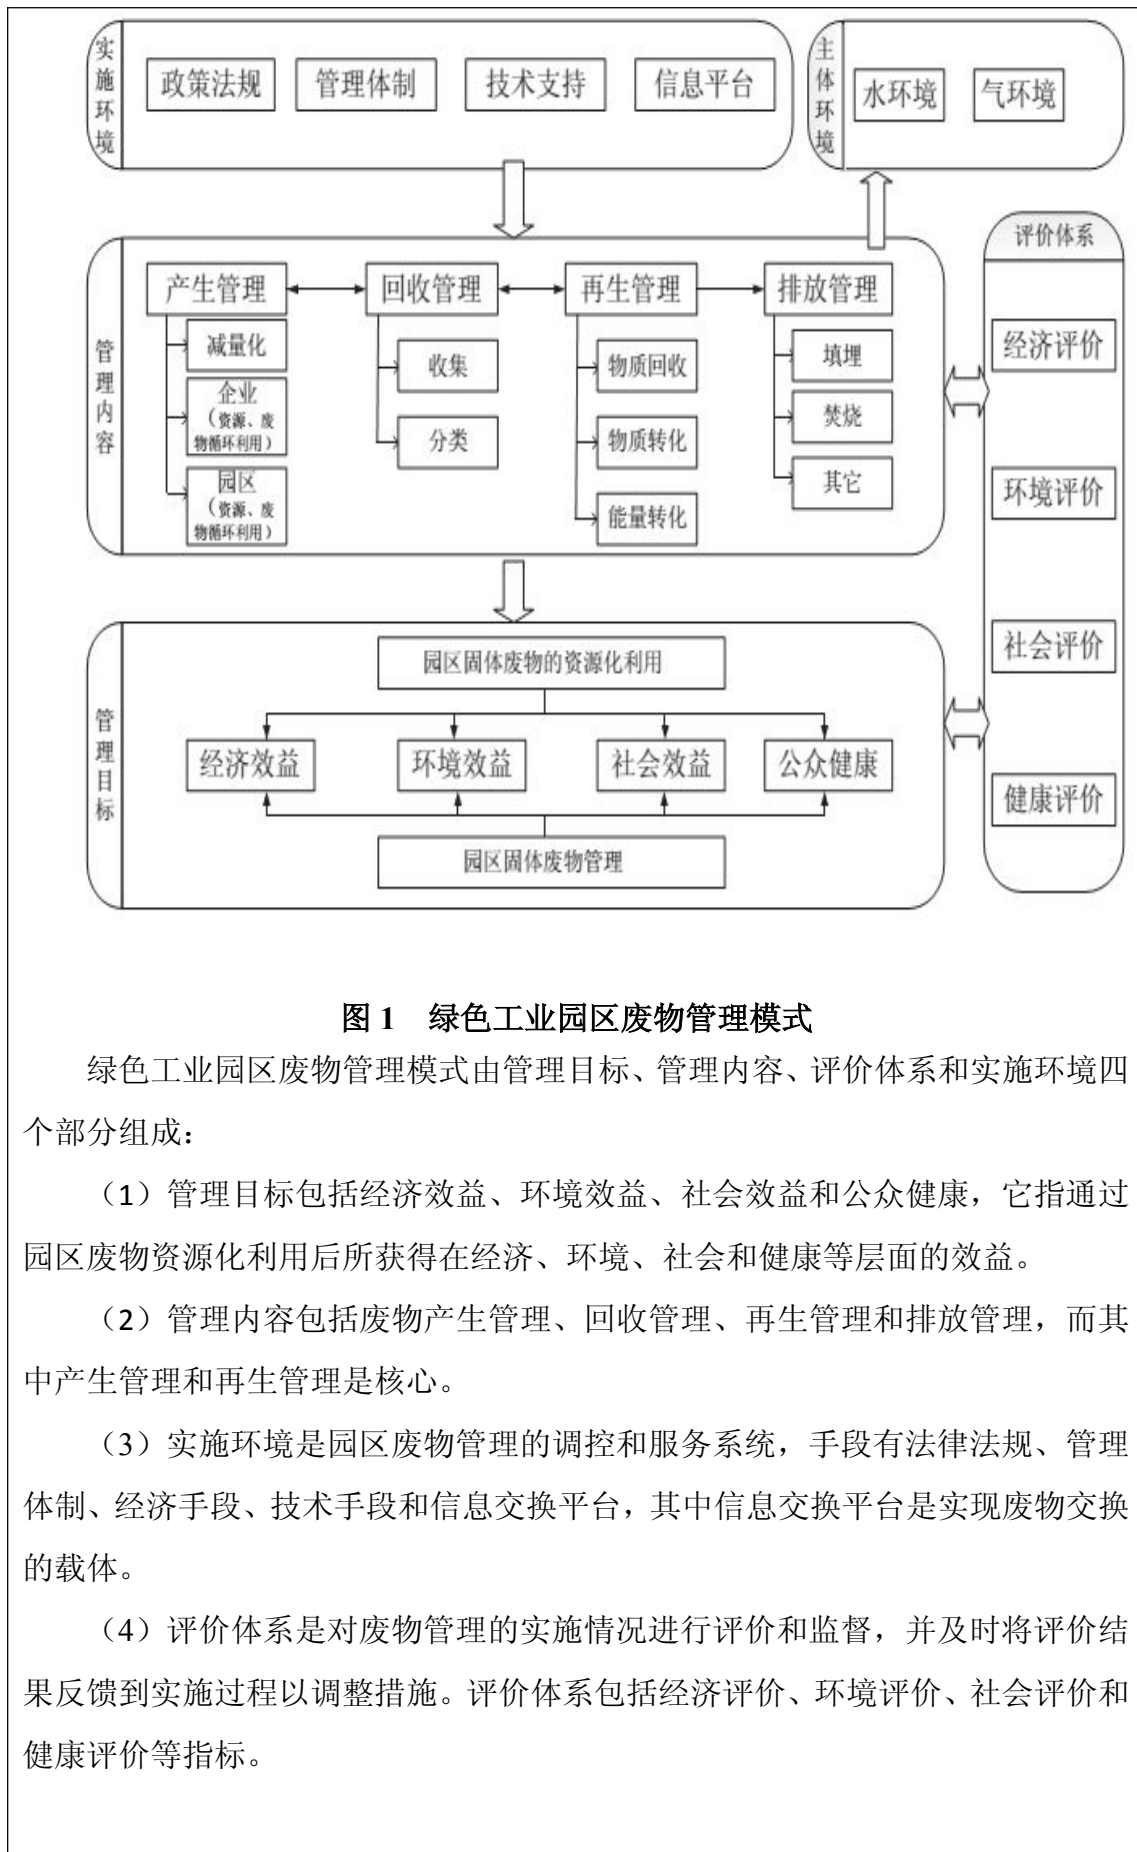 实施环境
政策法规
管理体制
技术支持
信息平台
主体环境
水环境
气环境
管理内容
产生管理
减量化
企业
（资源、废
物循环利用）
园区
（资源、废
物循环利用）
回收管理
收集
分类
再生管理
物质回收
物质转化
能量转化
排放管理
填埋
焚烧
其它
评价体系
经济评价
环境评价
社会评价
健康评价
管理目标
园区固体废物的资源化利用
经济效益
环境效益
社会效益
公众健康
园区固体废物管理
图 1 绿色工业园区废物管理模式
绿色工业园区废物管理模式由管理目标、管理内容、评价体系和实施环境四
个部分组成：
（1）管理目标包括经济效益、环境效益、社会效益和公众健康，它指通过
园区废物资源化利用后所获得在经济、环境、社会和健康等层面的效益。
（2）管理内容包括废物产生管理、回收管理、再生管理和排放管理，而其
中产生管理和再生管理是核心。
（3）实施环境是园区废物管理的调控和服务系统，手段有法律法规、管理
体制、经济手段、技术手段和信息交换平台，其中信息交换平台是实现废物交换
的载体。
（4）评价体系是对废物管理的实施情况进行评价和监督，并及时将评价结
果反馈到实施过程以调整措施。评价体系包括经济评价、环境评价、社会评价和
健康评价等指标。